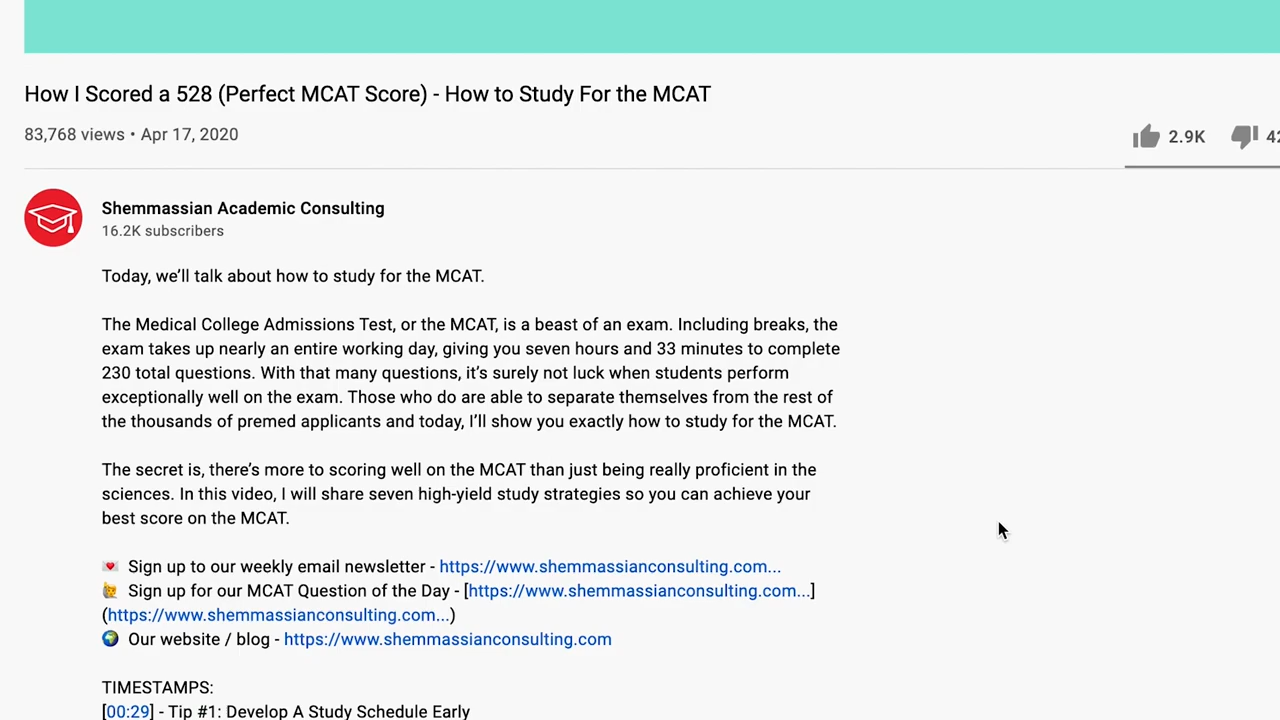 How I Scored a 528 (Perfect MCAT Score) - How to Study For the MCAT
83,768 views • Apr 17, 2020
2.9K
42
Shemmassian Academic Consulting
16.2K subscribers
Today, we'll talk about how to study for the MCAT.
The Medical College Admissions Test, or the MCAT, is a beast of an exam. Including breaks, the
exam takes up nearly an entire working day, giving you seven hours and 33 minutes to complete
230 total questions. With that many questions, it's surely not luck when students perform
exceptionally well on the exam. Those who do are able to separate themselves from the rest of
the thousands of premed applicants and today, I'll show you exactly how to study for the MCAT.
The secret is, there's more to scoring well on the MCAT than just being really proficient in the
sciences. In this video, I will share seven high-yield study strategies so you can achieve your
best score on the MCAT.
💌 Sign up to our weekly email newsletter - https://www.shemmassianconsulting.com...
🙋 Sign up for our MCAT Question of the Day - [https://www.shemmassianconsulting.com...]
(https://www.shemmassianconsulting.com...)
🌍 Our website / blog - https://www.shemmassianconsulting.com
TIMESTAMPS:
[00:29] - Tip #1: Develop A Study Schedule Early